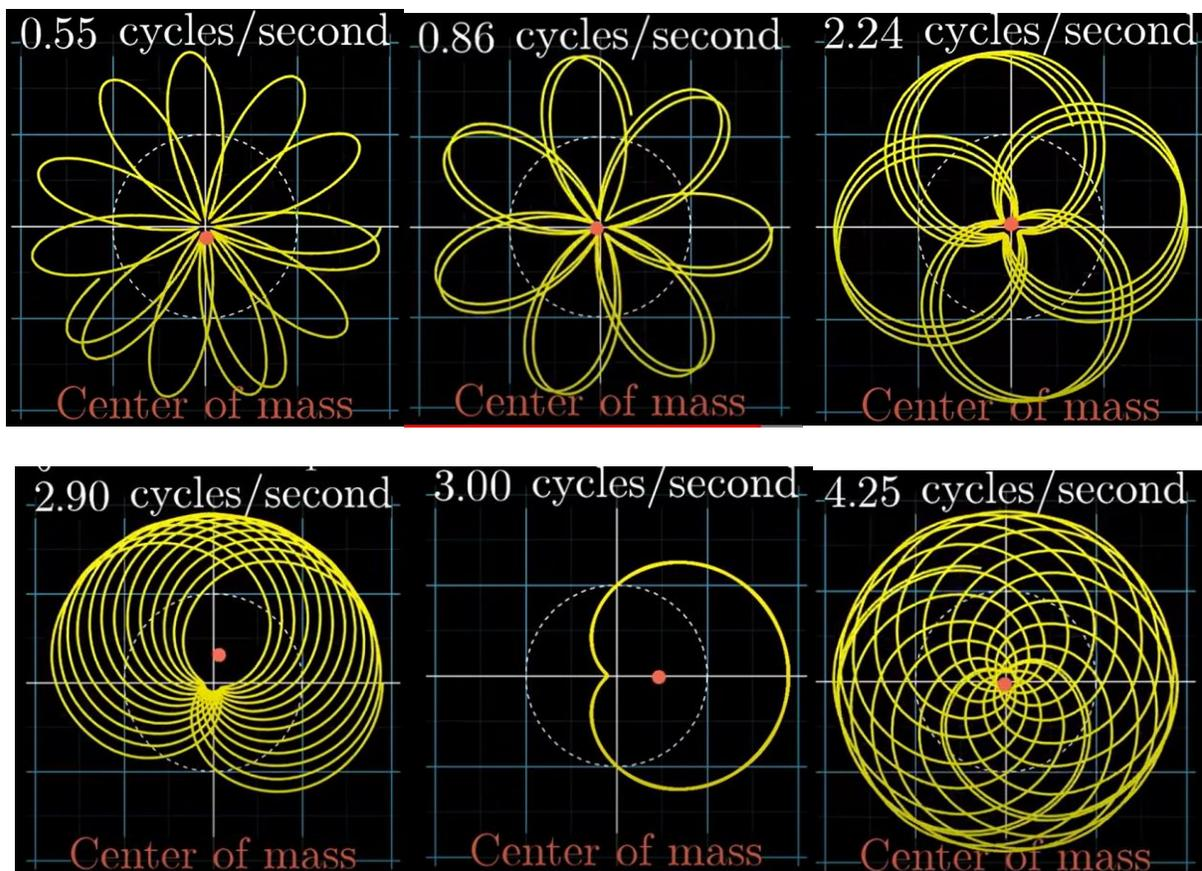 0.55 cycles/second
0.86 cycles/second
2.24 cycles/second
Center of mass
Center of mass
Center of mass
2.90 cycles/second
3.00 cycles/second
4.25 cycles/second
Center of mass
Center of mass
Center of mass